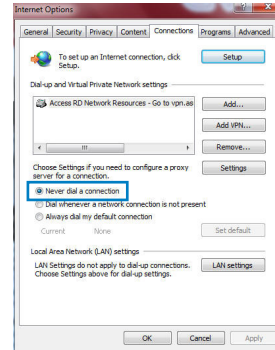 Internet Options
General Security Privacy Content Connections Programs Advanced
To set up an Internet connection, click
Setup.
Setup
Dial-up and Virtual Private Network settings
Access RD Network Resources - Go to vpn.as
Add...
Add VPN...
Remove...
Choose Settings if you need to configure a proxy
server for a connection.
Settings
Never dial a connection
Dial whenever a network connection is not present
Always dial my default connection
Current None
Set default
Local Area Network (LAN) settings
LAN Settings do not apply to dial-up connections.
Choose Settings above for dial-up settings.
LAN settings
OK Cancel Apply